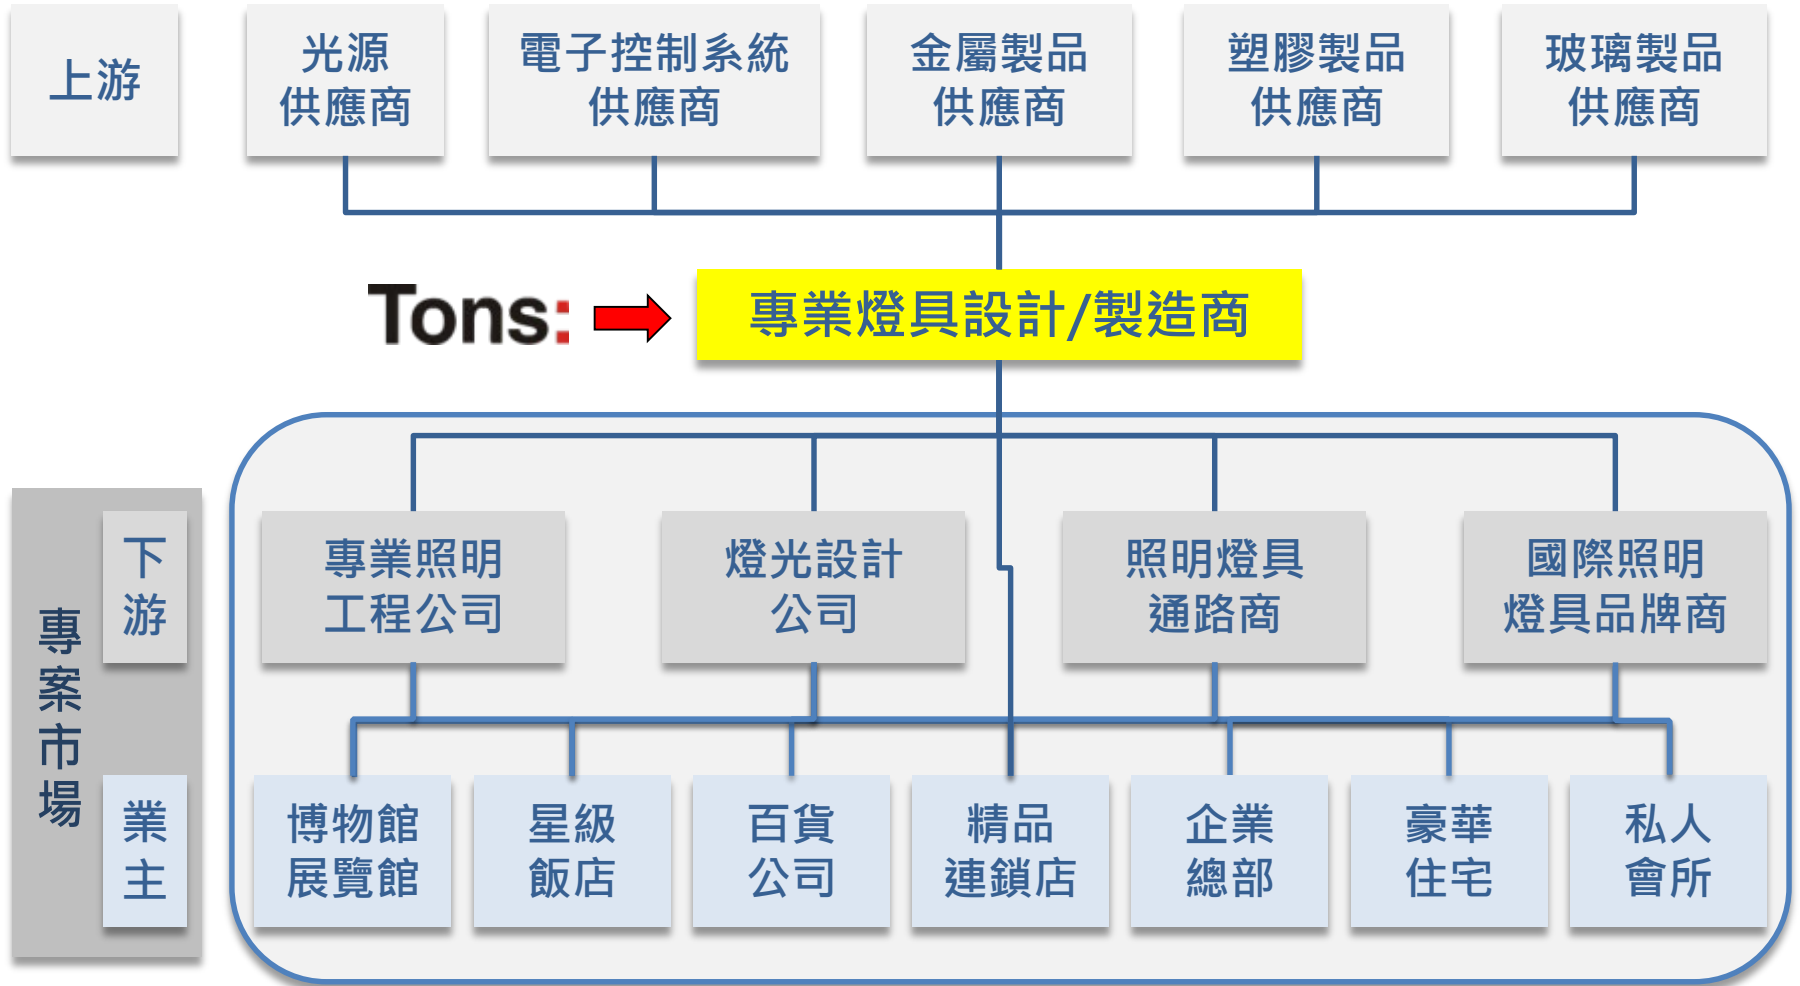 上游
光源
供應商
電子控制系統
供應商
金屬製品
供應商
塑膠製品
供應商
玻璃製品
供應商
Tons:
專業燈具設計/製造商
專案市場
下游
專業照明
工程公司
燈光設計
公司
照明燈具
通路商
國際照明
燈具品牌商
業主
博物館
展覽館
星級
飯店
百貨
公司
精品
連鎖店
企業
總部
豪華
住宅
私人
會所